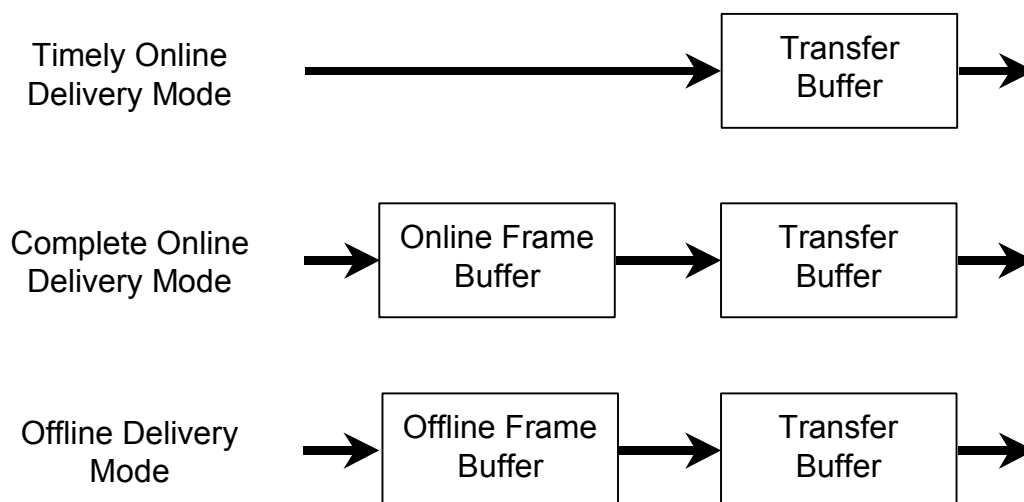 Timely Online
Delivery Mode
Transfer
Buffer
Complete Online
Delivery Mode
Online Frame
Buffer
Transfer
Buffer
Offline Delivery
Mode
Offline Frame
Buffer
Transfer
Buffer